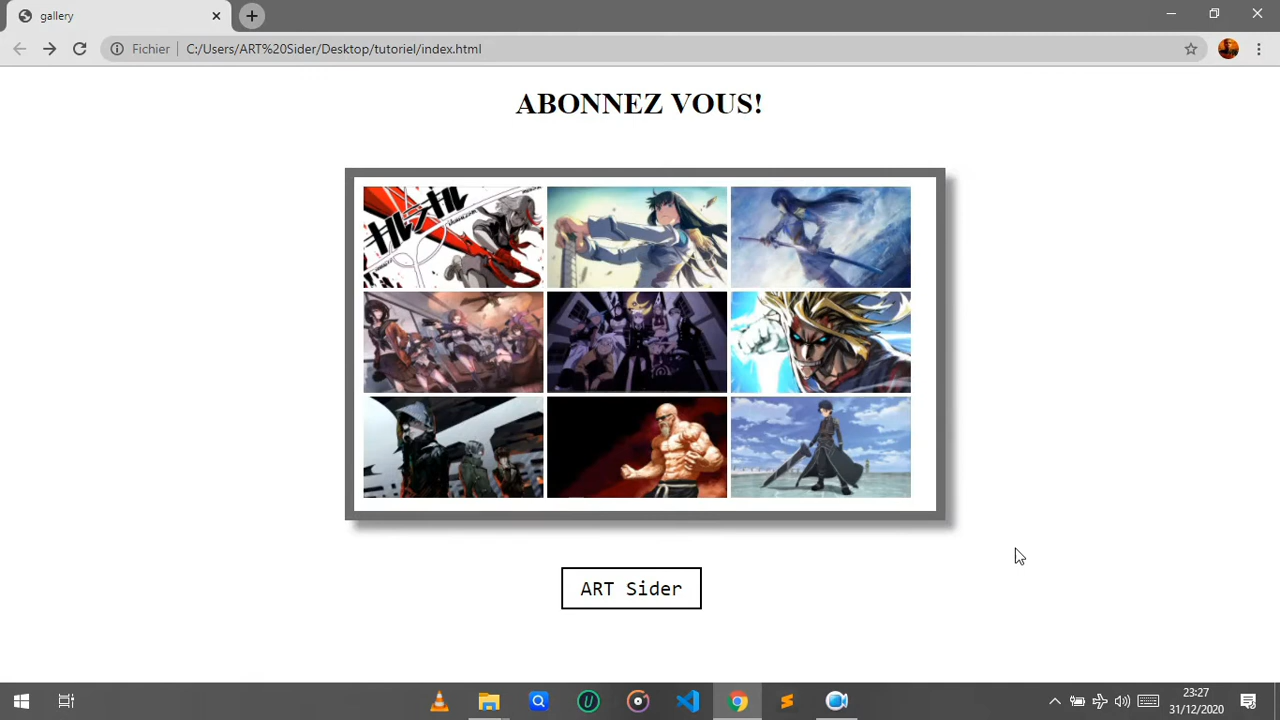 gallery
Fichier
C:/Users/ART%20Sider/Desktop/tutoriel/index.html
ABONNEZ VOUS!
ART Sider
23:27
31/12/2020